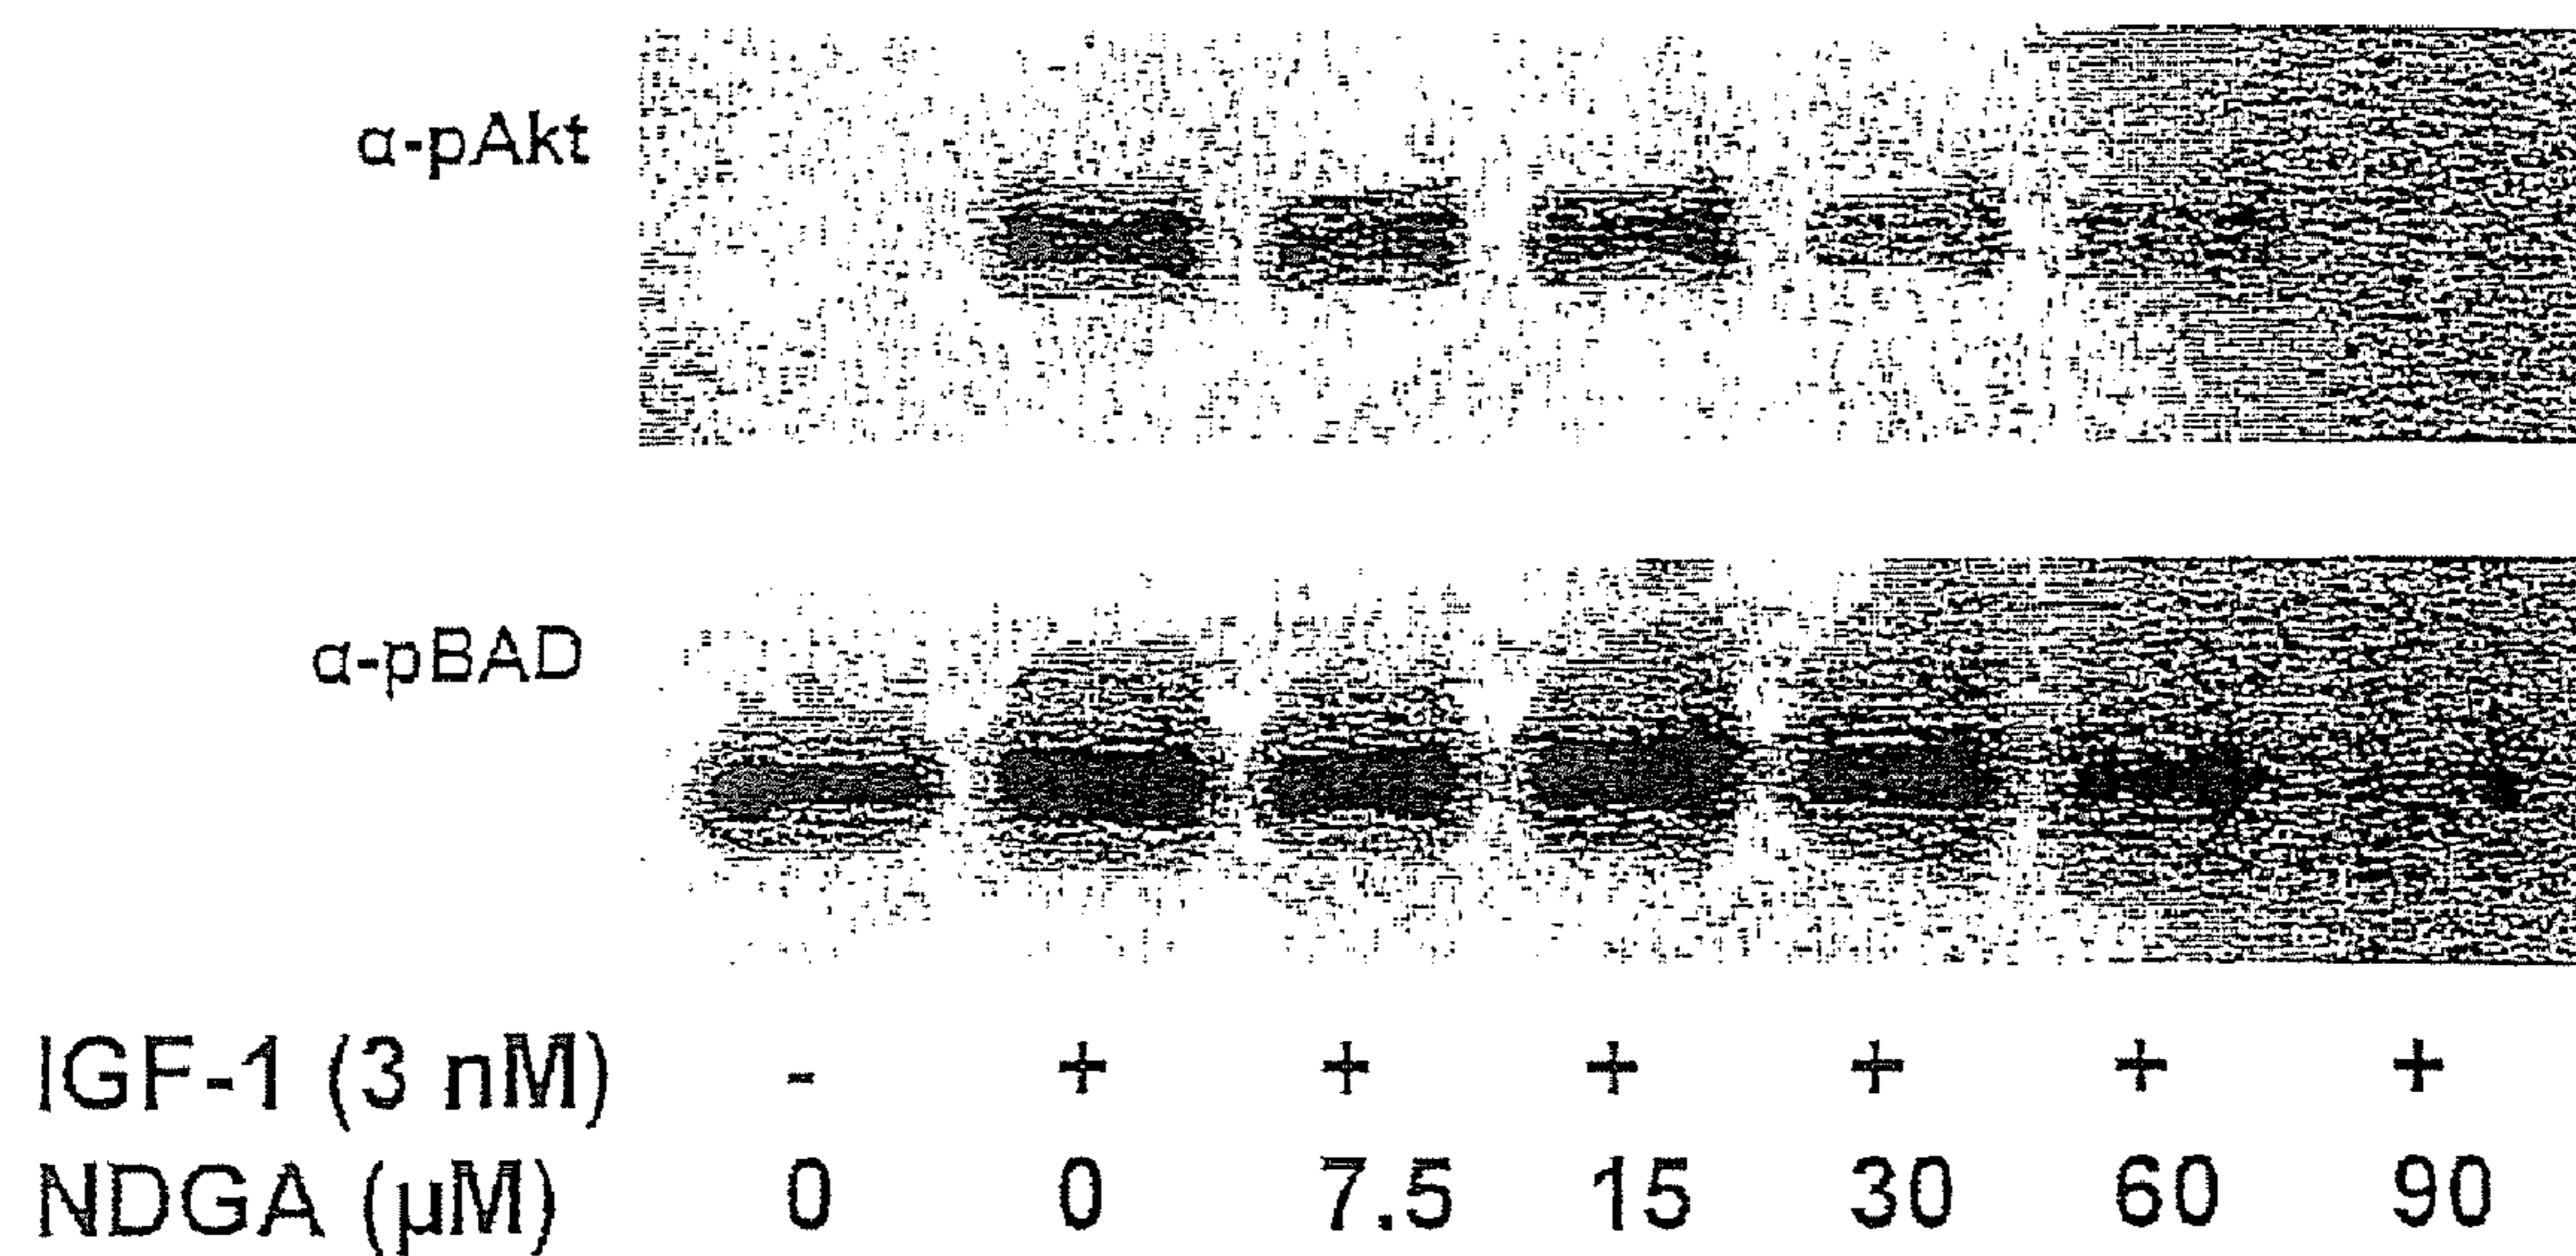 α-pAkt
α-pBAD
IGF-1 (3 nM) - + + + + + +
NDGA (μM) 0 0 7.5 15 30 60 90